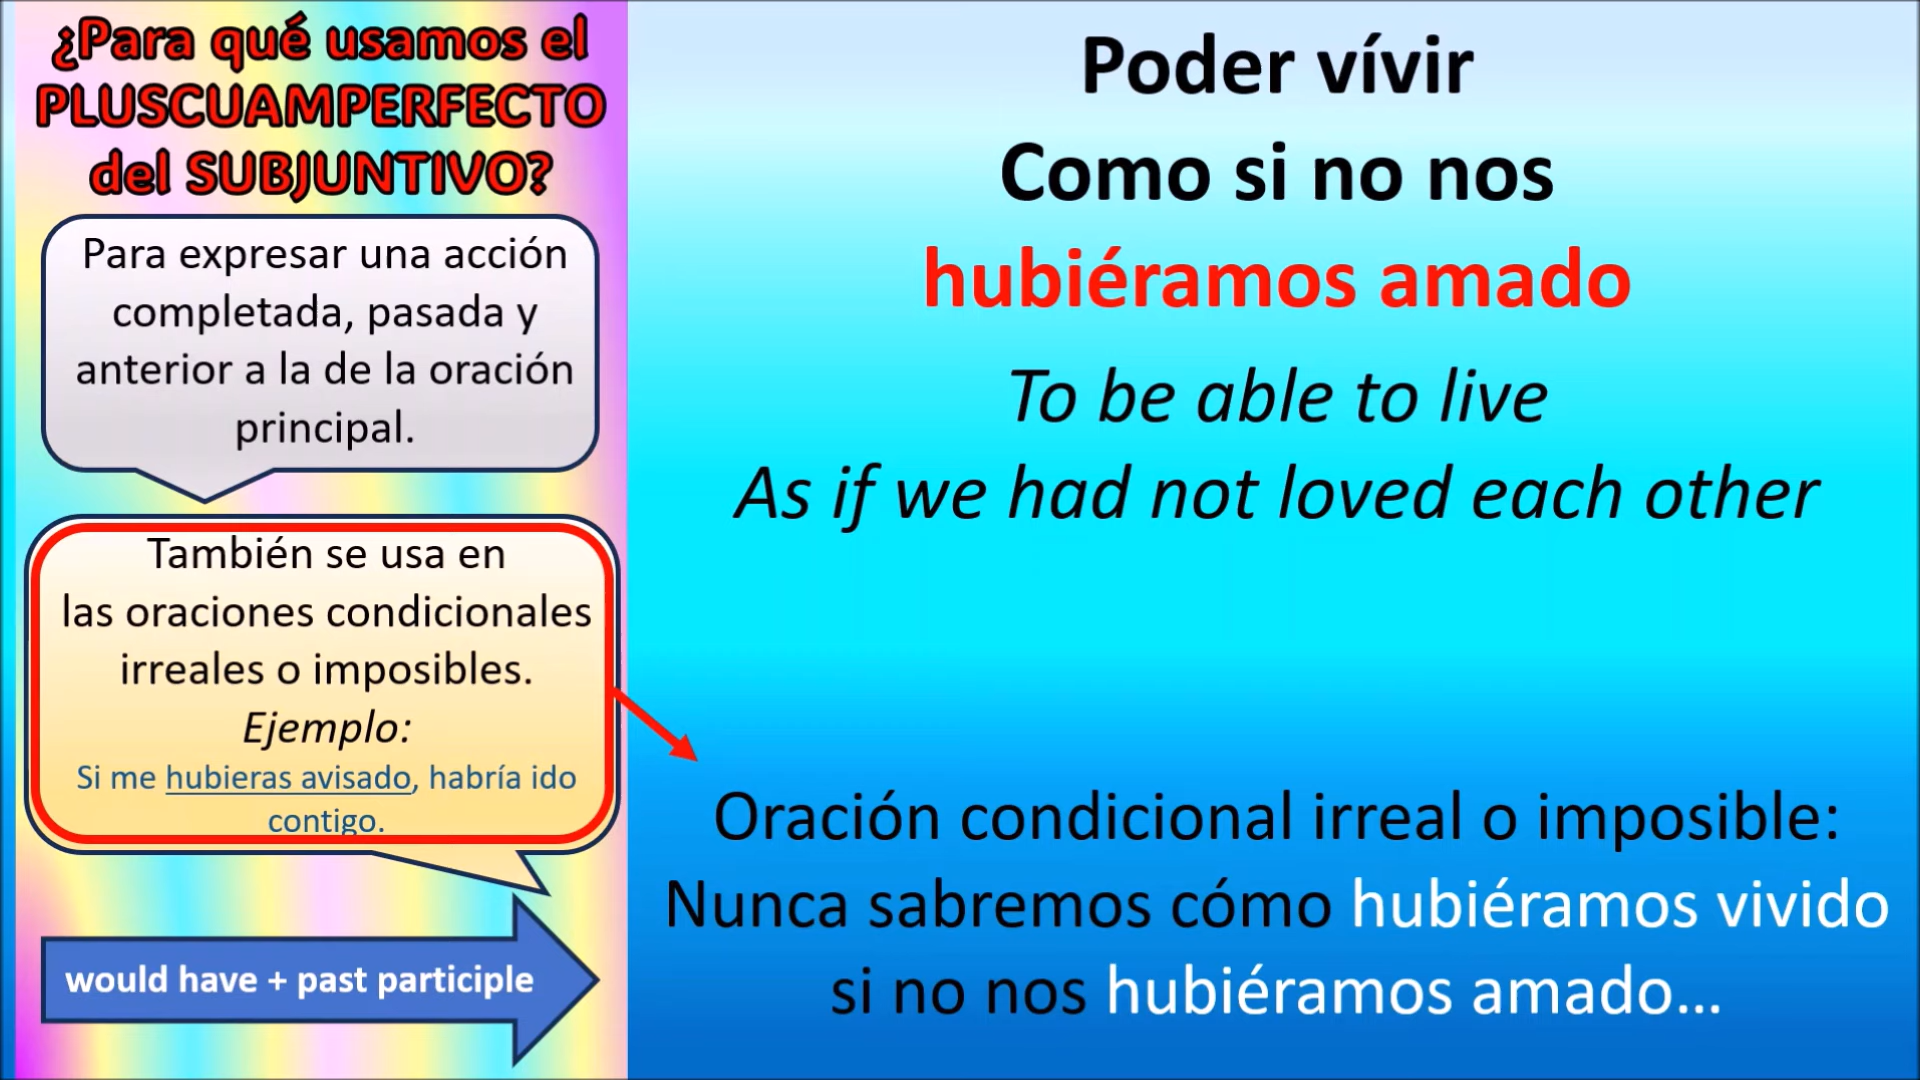 ¿Para qué usamos el
PLUSCUAMPERFECTO
del SUBJUNTIVO?
Para expresar una acción
completada, pasada y
anterior a la de la oración
principal.
También se usa en
las oraciones condicionales
irreales o imposibles.
Ejemplo:
Si me hubieras avisado, habría ido
contigo.
would have + past participle
Poder vívir
Como si no nos
hubiéramos amado
To be able to live
As if we had not loved each other
Oración condicional irreal o imposible:
Nunca sabremos cómo hubiéramos vivido
si no nos hubiéramos amado...